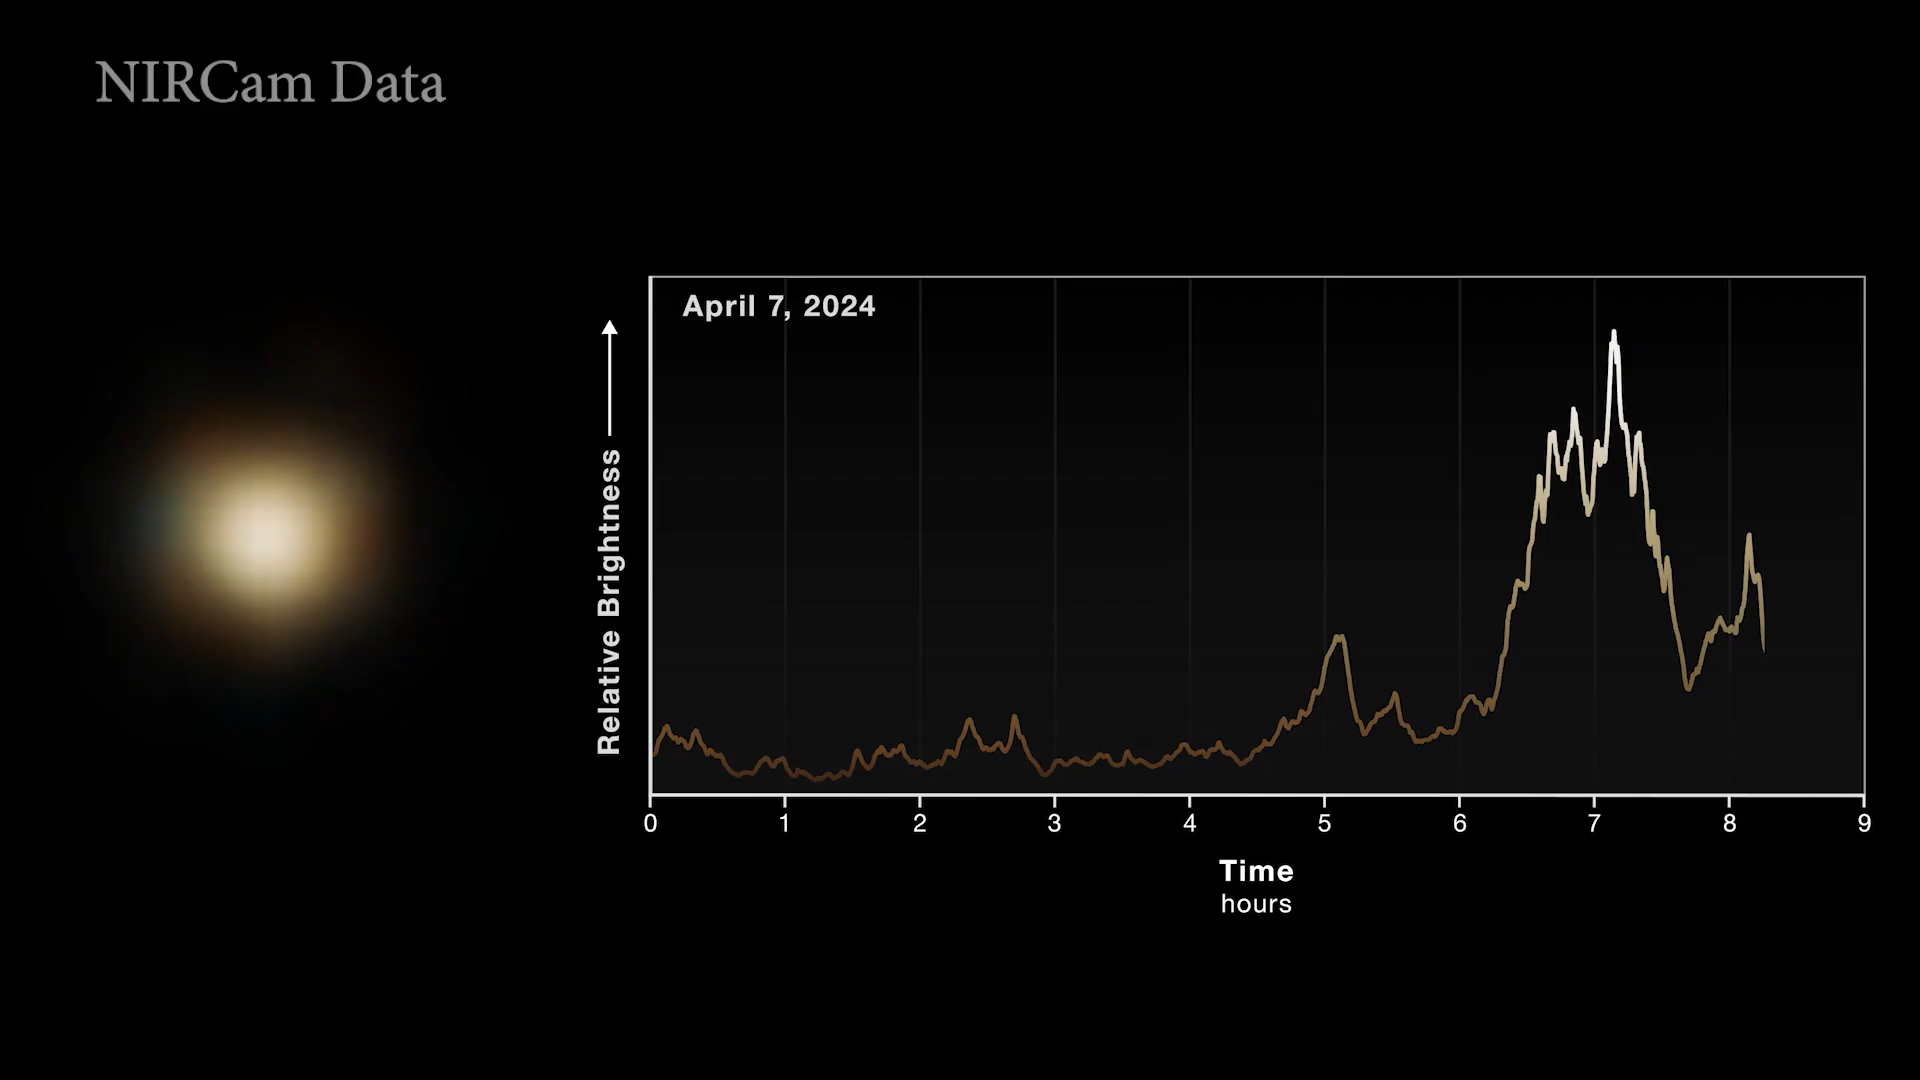 NIRCam Data
April 7, 2024
Relative Brightness
0 1 2 3 4 5 6 7 8 9
Time
hours